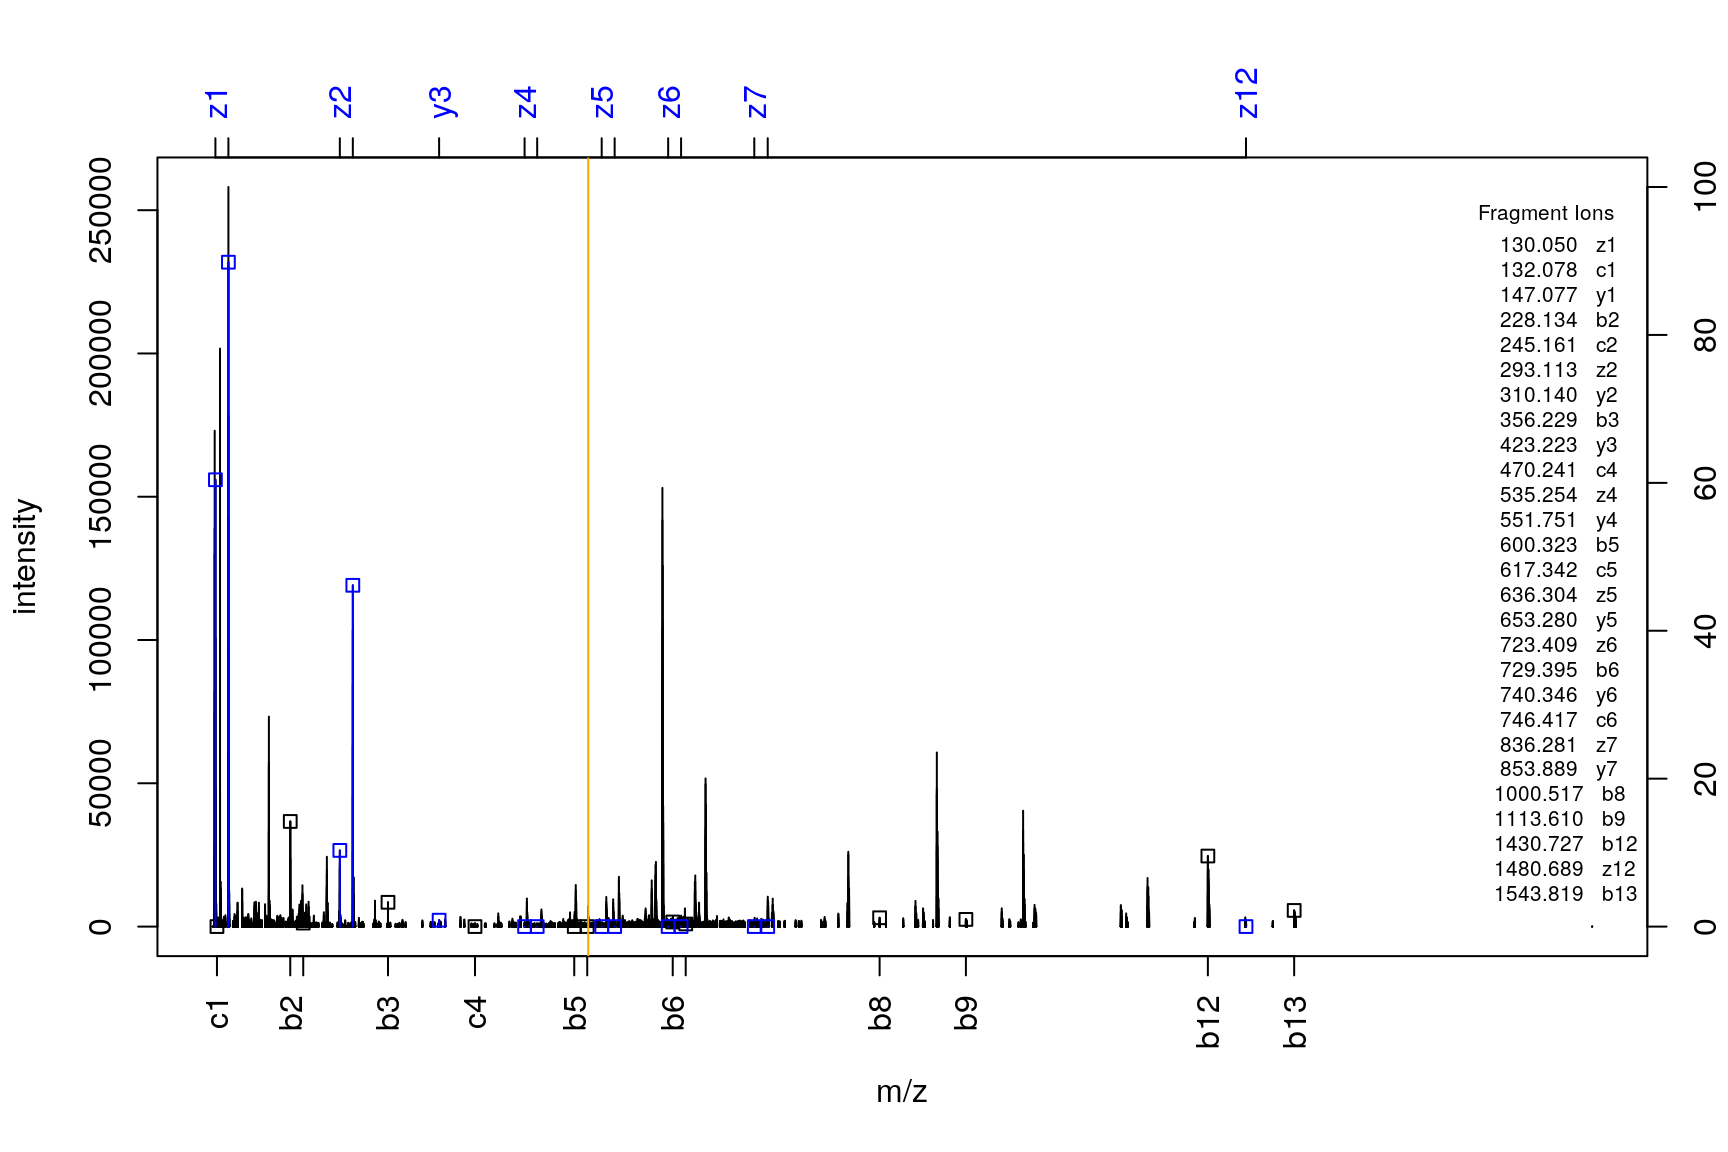 z1 z2 y3 z4 z5 z6 z7 z12
intensity
250000
200000
150000
100000
50000
0
100
80
60
40
20
0
Fragment Ions
130.050 z1
132.078 c1
147.077 y1
228.134 b2
245.161 c2
293.113 z2
310.140 y2
356.229 b3
423.223 y3
470.241 c4
535.254 z4
551.751 y4
600.323 b5
617.342 c5
636.304 z5
653.280 y5
723.409 z6
729.395 b6
740.346 y6
746.417 c6
836.281 z7
853.889 y7
1000.517 b8
1113.610 b9
1430.727 b12
1480.689 z12
1543.819 b13
c1 b2 b3 c4 b5 b6 b8 b9 b12 b13
m/z